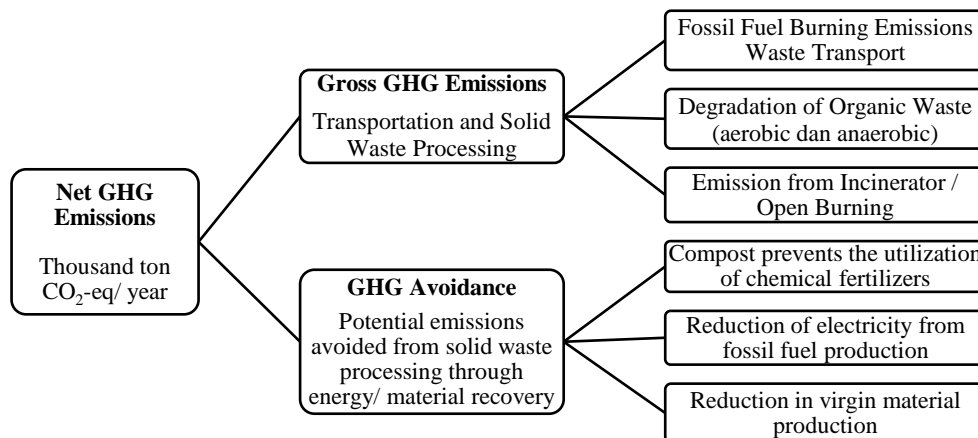 Net GHG
Emissions
Thousand ton
CO₂-eq/ year
Gross GHG Emissions
Transportation and Solid
Waste Processing
GHG Avoidance
Potential emissions
avoided from solid waste
processing through
energy/ material recovery
Fossil Fuel Burning Emissions
Waste Transport
Degradation of Organic Waste
(aerobic dan anaerobic)
Emission from Incinerator /
Open Burning
Compost prevents the utilization
of chemical fertilizers
Reduction of electricity from
fossil fuel production
Reduction in virgin material
production